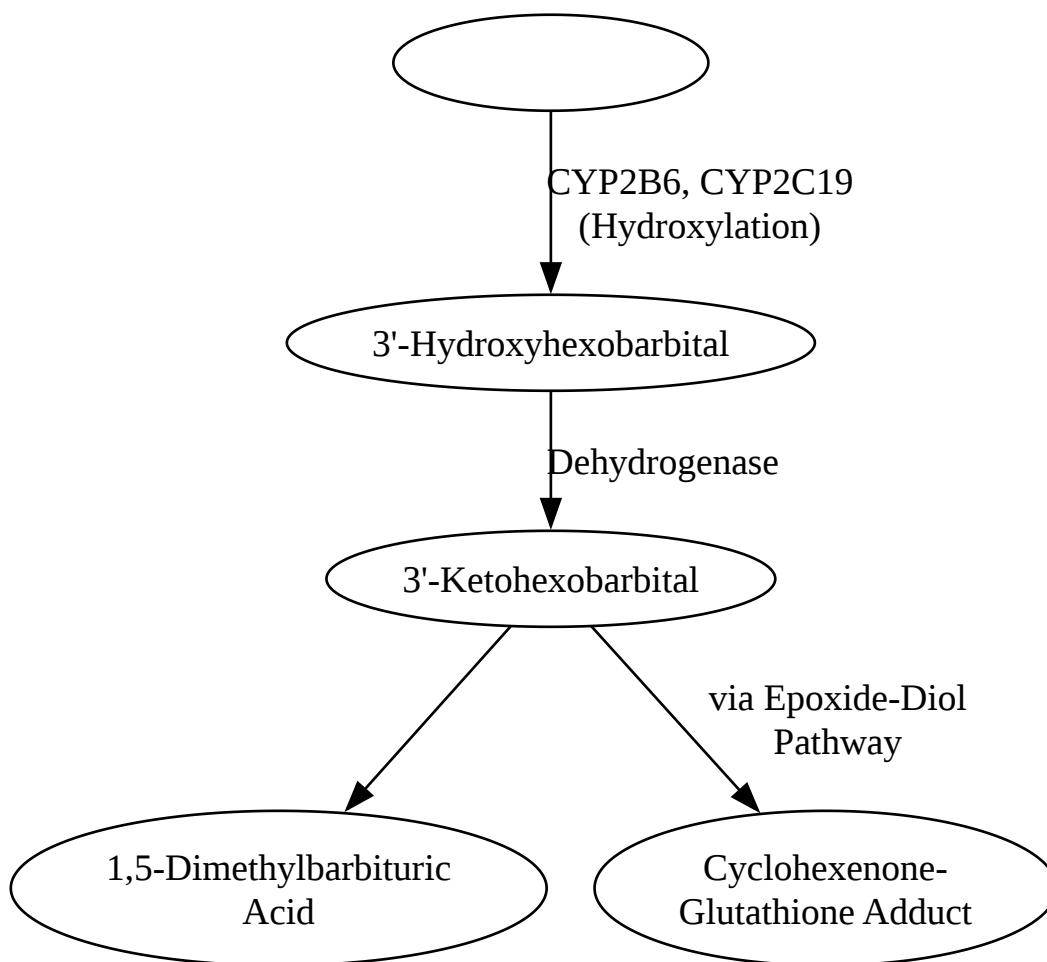 CYP2B6, CYP2C19
(Hydroxylation)
3'-Hydroxyhexobarbital
Dehydrogenase
3'-Ketohexobarbital
via Epoxide-Diol
Pathway
1,5-Dimethylbarbituric
Acid
Cyclohexenone-
Glutathione Adduct